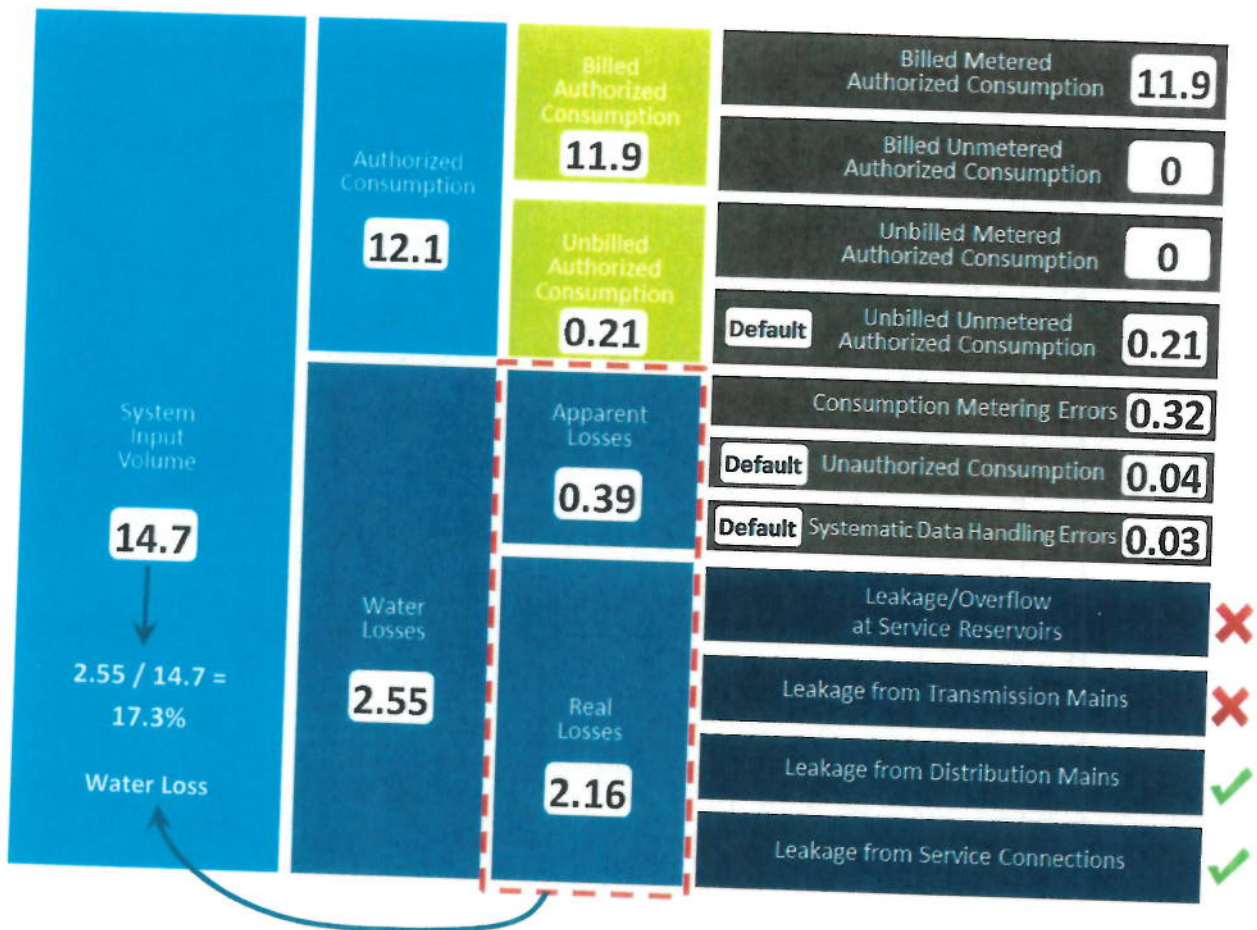 System
Input
Volume
14.7
2.55 / 14.7 =
17.3%
Water Loss
Authorized
Consumption
12.1
Water
Losses
2.55
Billed
Authorized
Consumption
11.9
Unbilled
Authorized
Consumption
0.21
Apparent
Losses
0.39
Real
Losses
2.16
Billed Metered
Authorized Consumption
11.9
Billed Unmetered
Authorized Consumption
0
Unbilled Metered
Authorized Consumption
0
Default
Unbilled Unmetered
Authorized Consumption
0.21
Consumption Metering Errors 0.32
Default Unauthorized Consumption 0.04
Default Systematic Data Handling Errors 0.03
Leakage/Overflow
at Service Reservoirs
Leakage from Transmission Mains
Leakage from Distribution Mains
Leakage from Service Connections